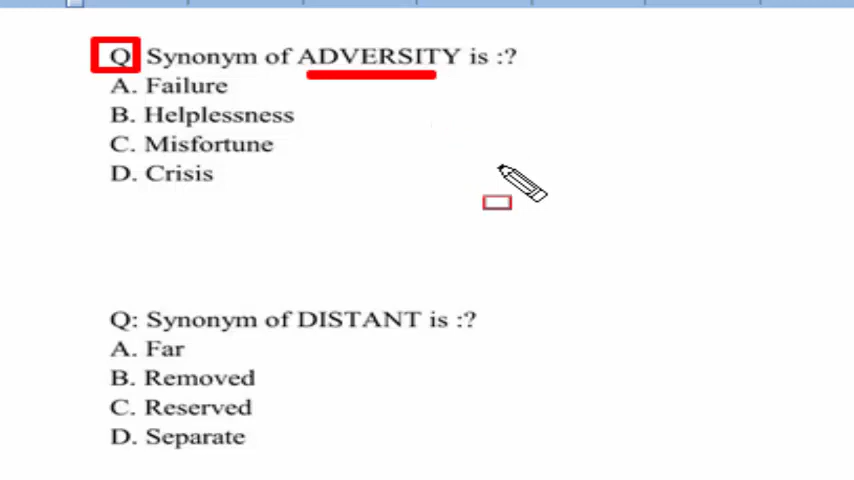 Q: Synonym of ADVERSITY is :?
A. Failure
B. Helplessness
C. Misfortune
D. Crisis
Q: Synonym of DISTANT is :?
A. Far
B. Removed
C. Reserved
D. Separate